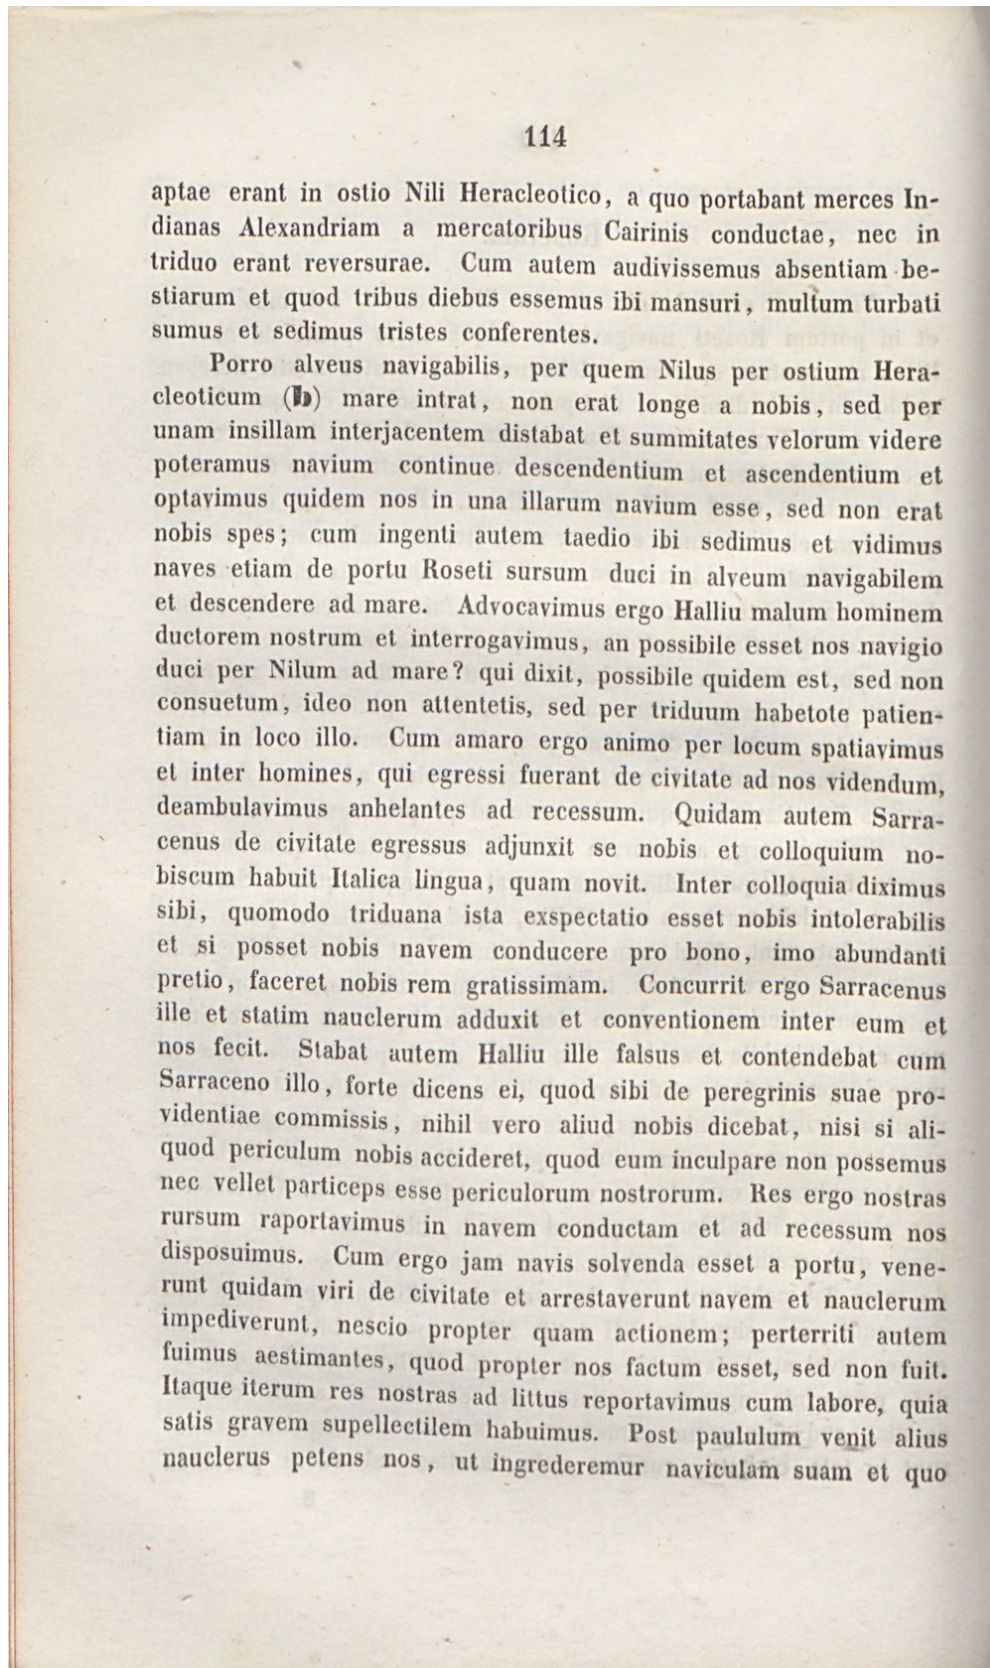 114
aptae erant in ostio Nili Heracleotico, a quo portabant merces In-
dianas Alexandriam a mercatoribus Cairinis conductae, nec in
triduo erant reversurae. Cum autem audivissemus absentiam be-
stiarum et quod tribus diebus essemus ibi mansuri, multum turbati
sumus et sedimus tristes conferentes.
Porro alveus navigabilis, per quem Nilus per ostium Hera-
cleoticum (b) mare intrat, non erat longe a nobis, sed per
unam insillam interjacentem distabat et summitates velorum videre
poteramus navium continue descendentium et ascendentium et
optavimus quidem nos in una illarum navium esse, sed non erat
nobis spes; cum ingenti autem taedio ibi sedimus et vidimus
naves etiam de portu Roseti sursum duci in alveum navigabilem
et descendere ad mare. Advocavimus ergo Halliu malum hominem
ductorem nostrum et interrogavimus, an possibile esset nos navigio
duci per Nilum ad mare? qui dixit, possibile quidem est, sed non
consuetum, ideo non attentetis, sed per triduum habetote patien-
tiam in loco illo. Cum amaro ergo animo per locum spatiavimus
et inter homines, qui egressi fuerant de civitate ad nos videndum,
deambulavimus anhelantes ad recessum. Quidam autem Sarra-
cenus de civitate egressus adjunxit se nobis et colloquium no-
biscum habuit Italica lingua, quam novit. Inter colloquia diximus
sibi, quomodo triduana ista exspectatio esset nobis intolerabilis
et si posset nobis navem conducere pro bono, imo abundanti
pretio, faceret nobis rem gratissimam. Concurrit ergo Sarracenus
ille et statim nauclerum adduxit et conventionem inter eum et
nos fecit. Stabat autem Halliu ille falsus et contendebat cum
Sarraceno illo, forte dicens ei, quod sibi de peregrinis suae pro-
videntiae commissis, nihil vero aliud nobis dicebat, nisi si ali-
quod periculum nobis accideret, quod eum inculpare non possemus
nec vellet particeps esse periculorum nostrorum. Res ergo nostras
rursum raportavimus in navem conductam et ad recessum nos
disposuimus. Cum ergo jam navis solvenda esset a portu, vene-
runt quidam viri de civitate et arrestaverunt navem et nauclerum
impediverunt, nescio propter quam actionem; perterriti autem
fuimus aestimantes, quod propter nos factum esset, sed non fuit.
Itaque iterum res nostras ad littus reportavimus cum labore, quia
satis gravem supellectilem habuimus. Post paululum venit alius
nauclerus petens nos, ut ingrederemur naviculam suam et quo